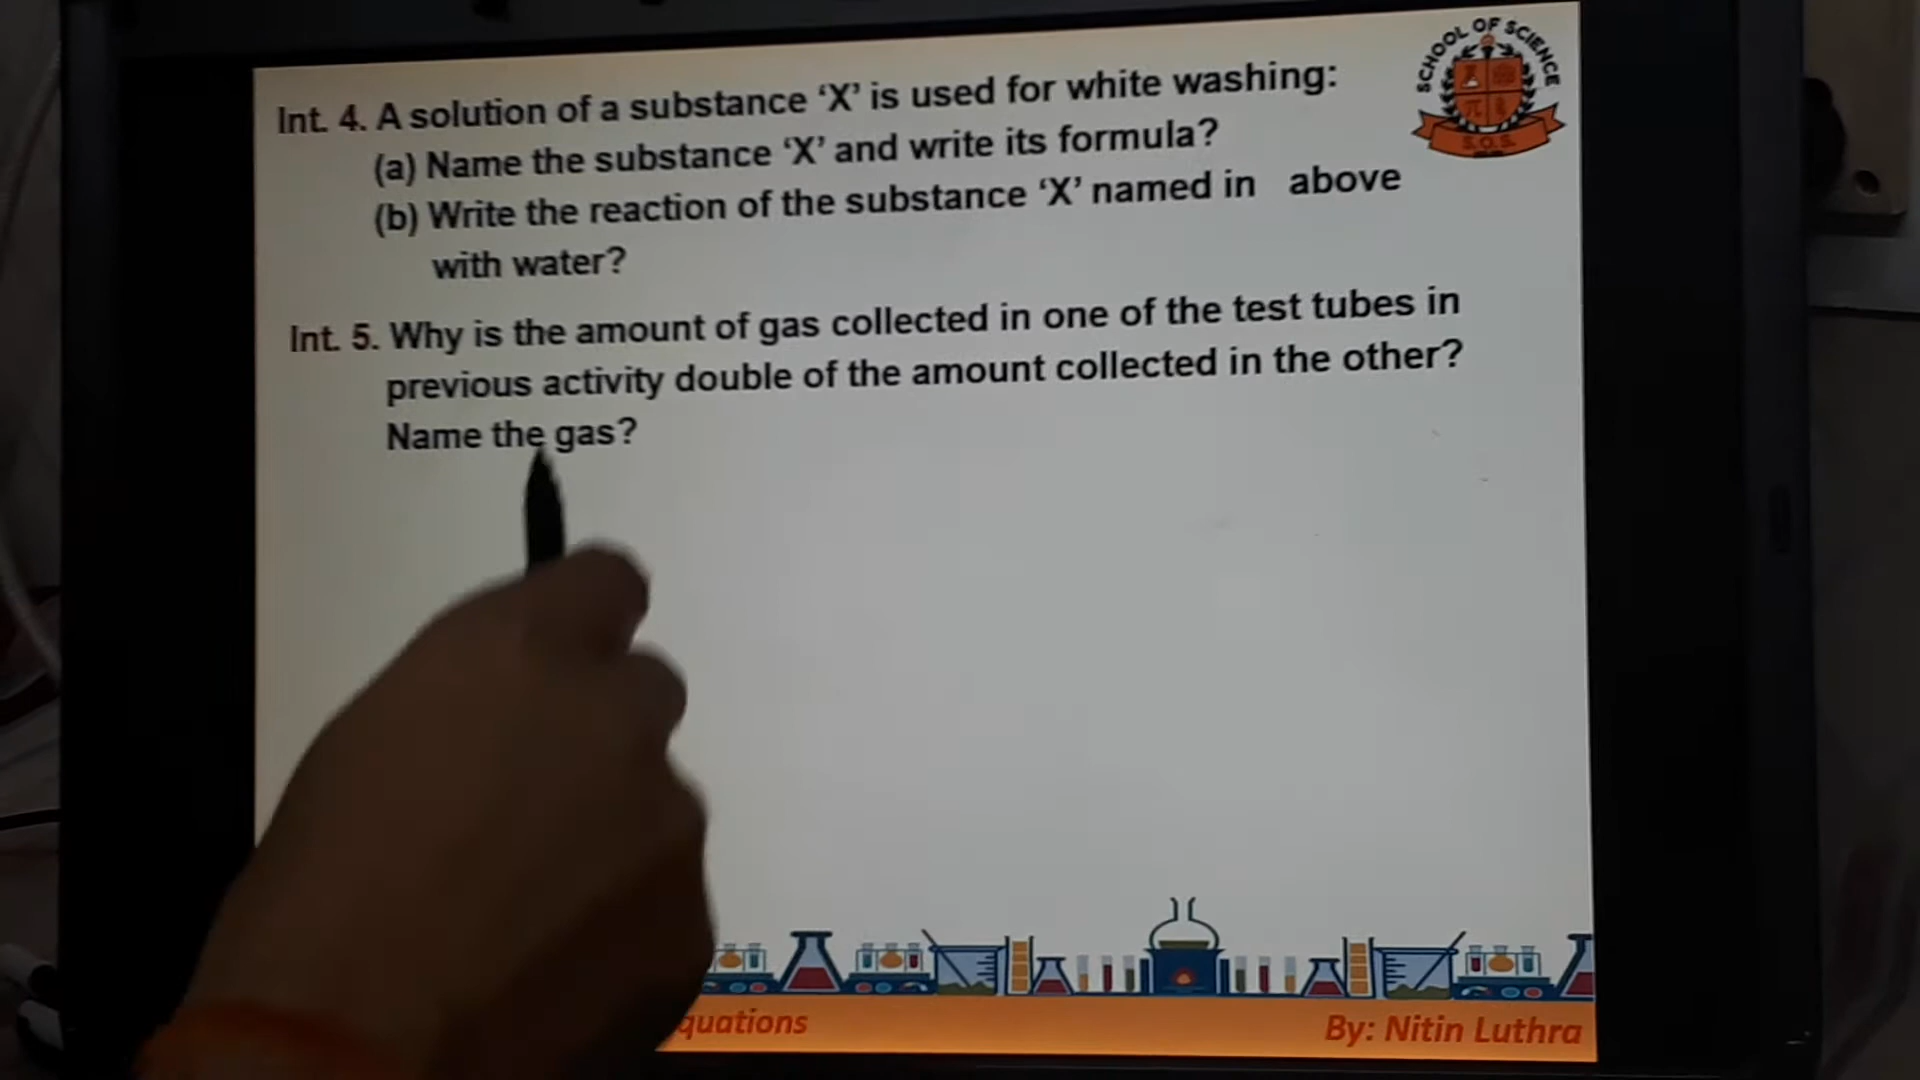 SCHOOL OF SCIENCE
S.O.S.
Int. 4. A solution of a substance ‘X’ is used for white washing:
(a) Name the substance ‘X’ and write its formula?
(b) Write the reaction of the substance ‘X’ named in above
with water?
Int. 5. Why is the amount of gas collected in one of the test tubes in
previous activity double of the amount collected in the other?
Name the gas?
By: Nitin Luthra